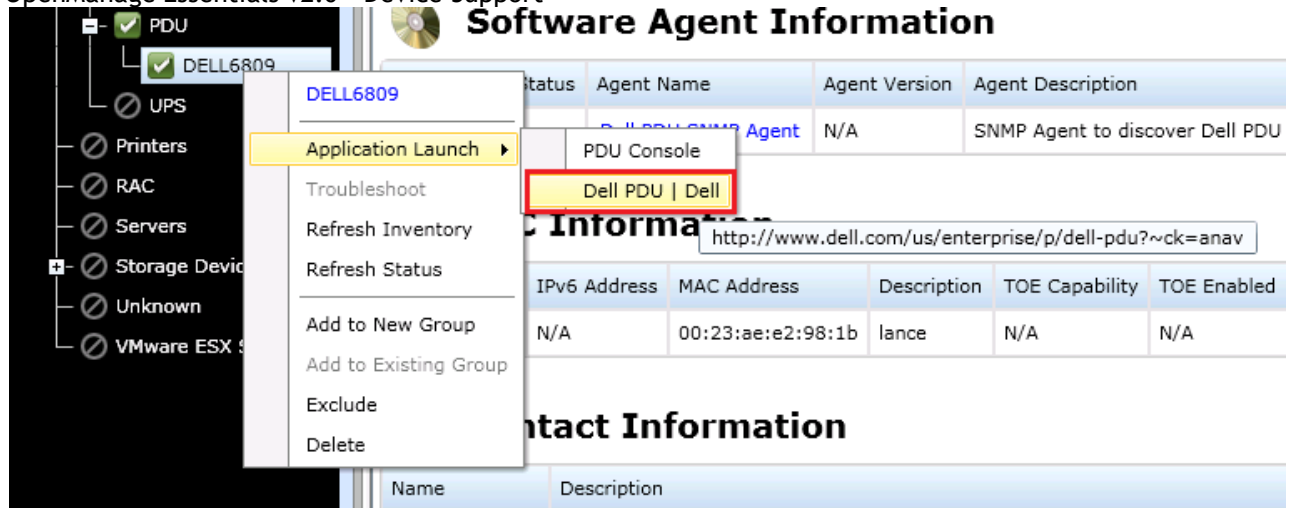 OpenManage Essentials v2.0 - Device Support
PDU
DELL6809
UPS
Printers
RAC
Servers
Storage Devic
Unknown
VMware ESX S
DELL6809
Application Launch
Troubleshoot
Refresh Inventory
Refresh Status
Add to New Group
Add to Existing Group
Exclude
Delete
PDU Console
Dell PDU | Dell
http://www.dell.com/us/enterprise/p/dell-pdu?~ck=anav
Software Agent Information
Status Agent Name Agent Version Agent Description
Dell PDU SNMP Agent N/A SNMP Agent to discover Dell PDU
C Information
IPv6 Address MAC Address Description TOE Capability TOE Enabled
N/A 00:23:ae:e2:98:1b lance N/A N/A
ntact Information
Name Description